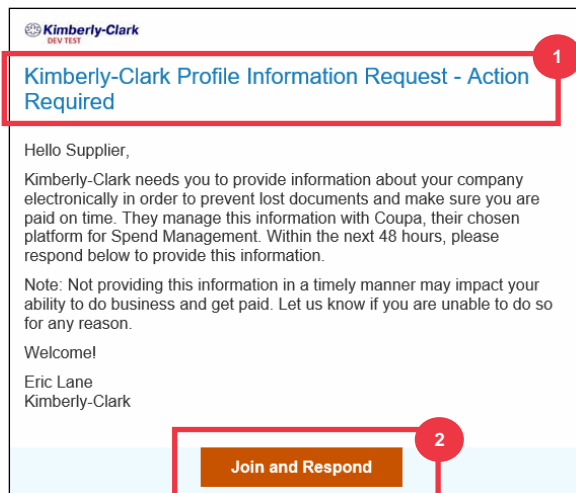 Kimberly-Clark
DEV TEST
1
Kimberly-Clark Profile Information Request - Action
Required
Hello Supplier,
Kimberly-Clark needs you to provide information about your company
electronically in order to prevent lost documents and make sure you are
paid on time. They manage this information with Coupa, their chosen
platform for Spend Management. Within the next 48 hours, please
respond below to provide this information.
Note: Not providing this information in a timely manner may impact your
ability to do business and get paid. Let us know if you are unable to do so
for any reason.
Welcome!
Eric Lane
Kimberly-Clark
2
Join and Respond